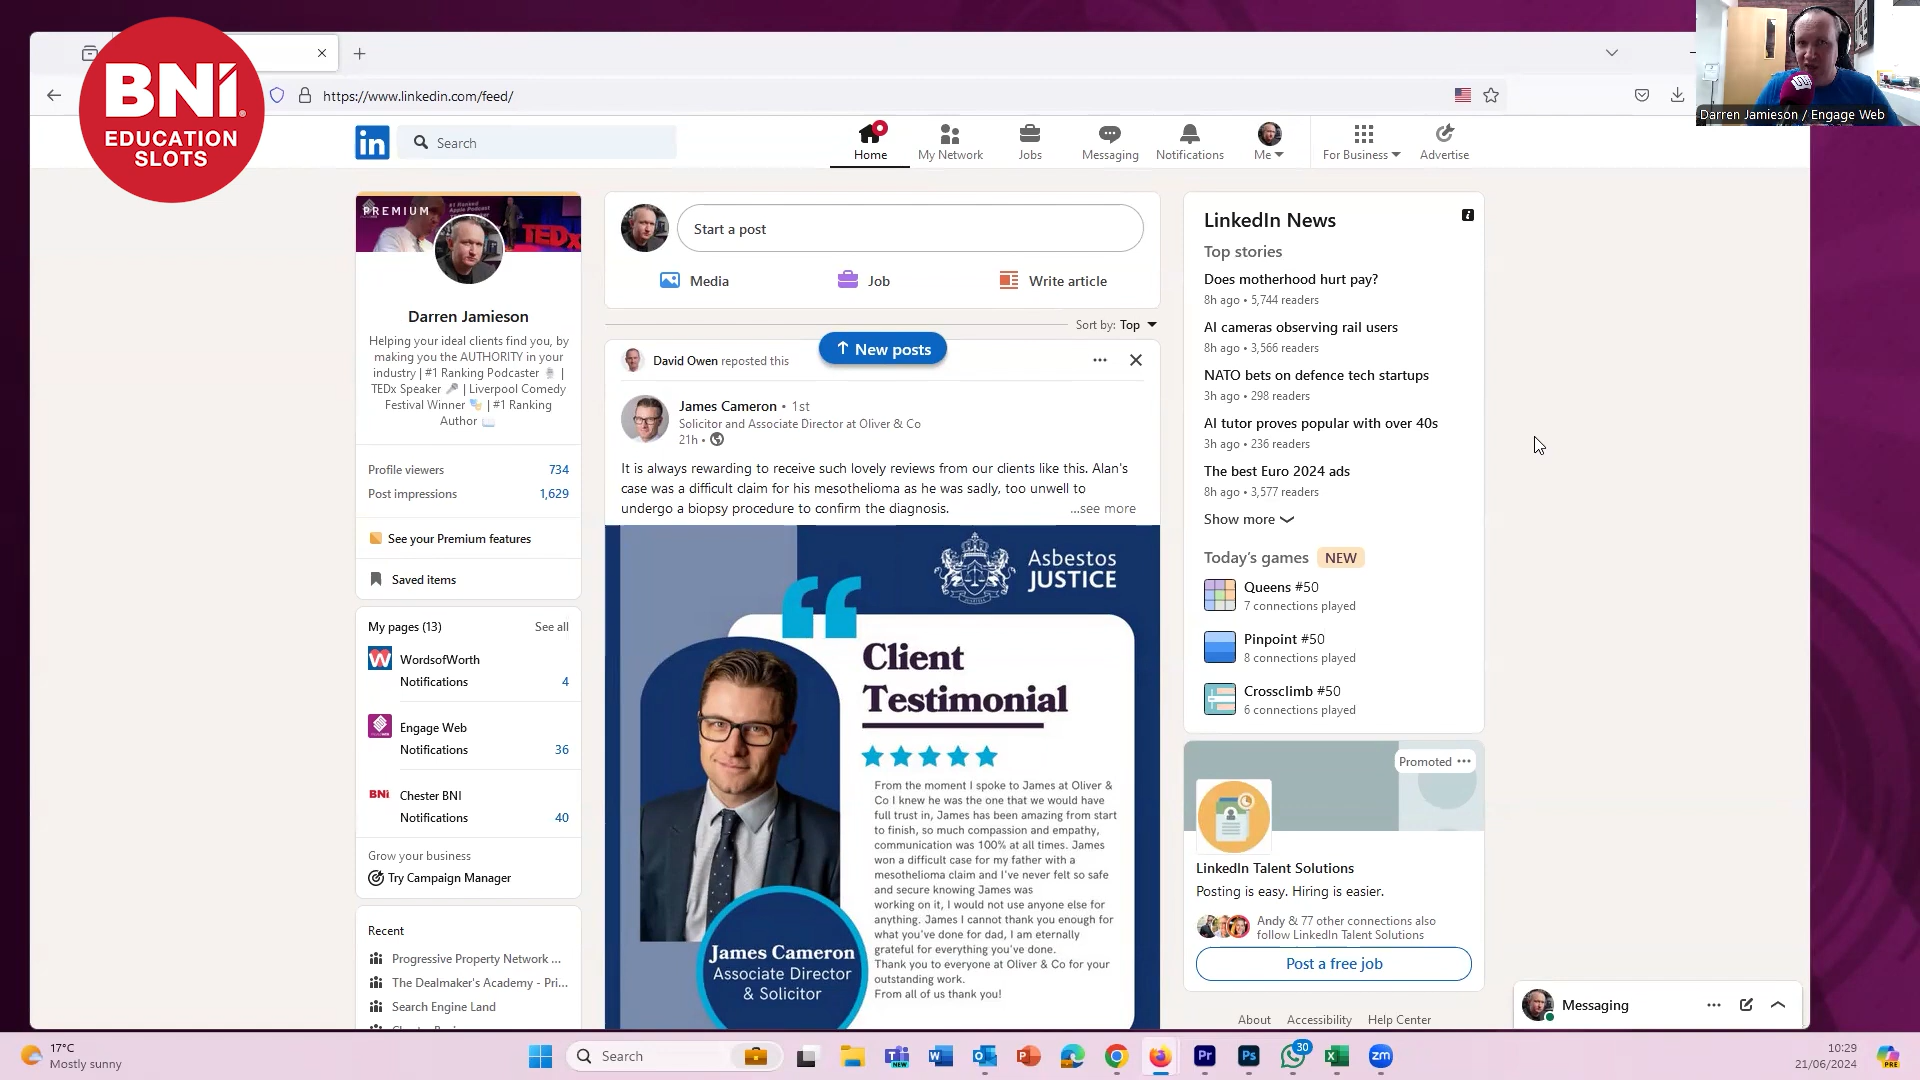 BNI.
EDUCATION
SLOTS
https://www.linkedin.com/feed/
Darren Jamieson / Engage Web
in
Search
Home
My Network
Jobs
Messaging
Notifications
Me
For Business
Advertise
PREMIUM
TEDx
Darren Jamieson
Helping your ideal clients find you, by
making you the AUTHORITY in your
industry | #1 Ranking Podcaster |
TEDx Speaker | Liverpool Comedy
Festival Winner | #1 Ranking
Author
Profile viewers 734
Post impressions 1,629
See your Premium features
Saved items
My pages (13) See all
WordsofWorth
Notifications 4
Engage Web
Notifications 36
BNI Chester BNI
Notifications 40
Grow your business
Try Campaign Manager
Recent
Progressive Property Network ...
The Dealmaker's Academy - Pri...
Search Engine Land
Start a post
Media
Job
Write article
Sort by: Top
New posts
David Owen reposted this
James Cameron • 1st
Solicitor and Associate Director at Oliver & Co
21h •
It is always rewarding to receive such lovely reviews from our clients like this. Alan's
case was a difficult claim for his mesothelioma as he was sadly, too unwell to
undergo a biopsy procedure to confirm the diagnosis. ...see more
Asbestos
JUSTICE
Client
Testimonial
From the moment I spoke to James at Oliver &
Co I knew he was the one that we would have
full trust in, James has been amazing from start
to finish, so much compassion and empathy,
communication was 100% at all times. James
won a difficult case for my father with a
mesothelioma claim and I've never felt so safe
and secure knowing James was
working on it, I would not use anyone else for
anything. James I cannot thank you enough for
what you've done for dad, I am eternally
grateful for everything you've done.
Thank you to everyone at Oliver & Co for your
outstanding work.
From all of us thank you!
James Cameron
Associate Director
& Solicitor
LinkedIn News
Top stories
Does motherhood hurt pay?
8h ago • 5,744 readers
AI cameras observing rail users
8h ago • 3,566 readers
NATO bets on defence tech startups
3h ago • 298 readers
AI tutor proves popular with over 40s
3h ago • 236 readers
The best Euro 2024 ads
8h ago • 3,577 readers
Show more
Today's games NEW
Queens #50
7 connections played
Pinpoint #50
8 connections played
Crossclimb #50
6 connections played
Promoted
LinkedIn Talent Solutions
Posting is easy. Hiring is easier.
Andy & 77 other connections also
follow LinkedIn Talent Solutions
Post a free job
About Accessibility Help Center
Messaging
17°C
Mostly sunny
Search
NEW
Pr
Ps
30
zm
10:29
21/06/2024
PRE